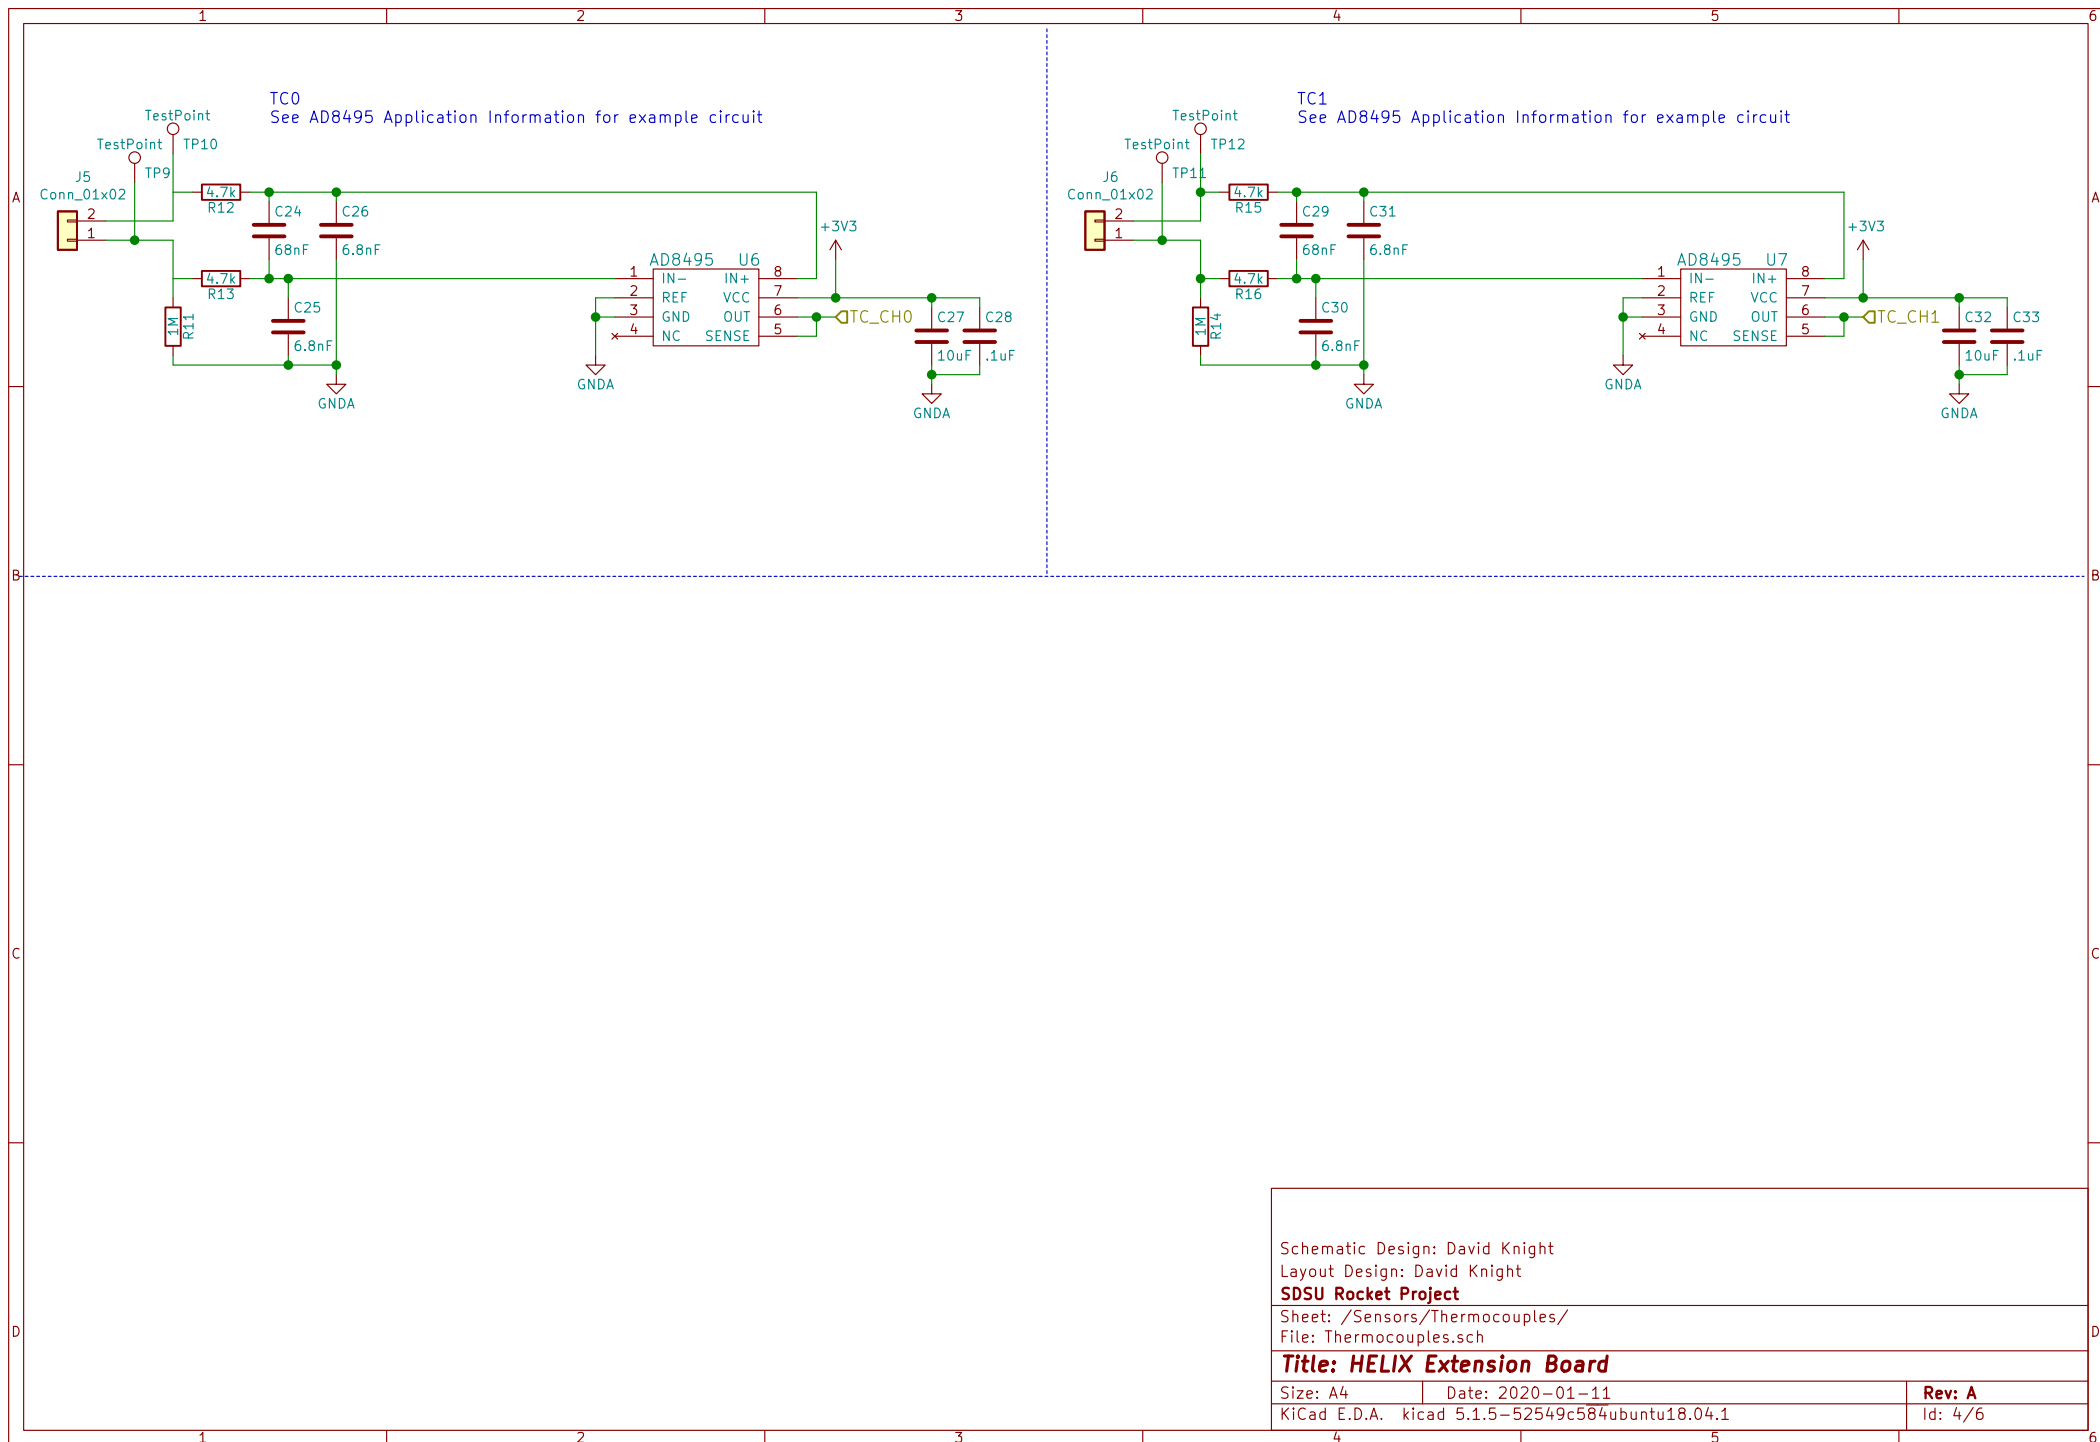 1 2 3 4 5 6
A
B
C
D
TC0
See AD8495 Application Information for example circuit
TestPoint
TP10
TestPoint
TP9
J5
Conn_01x02
2
1
4.7k
R12
C24
68nF
C26
6.8nF
4.7k
R13
1M
R11
C25
6.8nF
GNDA
AD8495 U6
1 IN- IN+ 8
2 REF VCC 7
3 GND OUT 6
4 NC SENSE 5
GNDA
+3V3
TC_CH0
C27
10uF
C28
.1uF
GNDA
TC1
See AD8495 Application Information for example circuit
TestPoint
TP12
TestPoint
TP11
J6
Conn_01x02
2
1
4.7k
R15
C29
68nF
C31
6.8nF
4.7k
R16
1M
R14
C30
6.8nF
GNDA
AD8495 U7
1 IN- IN+ 8
2 REF VCC 7
3 GND OUT 6
4 NC SENSE 5
GNDA
+3V3
TC_CH1
C32
10uF
C33
.1uF
GNDA
A
B
C
D
Schematic Design: David Knight
Layout Design: David Knight
SDSU Rocket Project
Sheet: /Sensors/Thermocouples/
File: Thermocouples.sch
Title: HELIX Extension Board
Size: A4 Date: 2020-01-11 Rev: A
KiCad E.D.A. kicad 5.1.5-52549c584ubuntu18.04.1 Id: 4/6
1 2 3 4 5 6